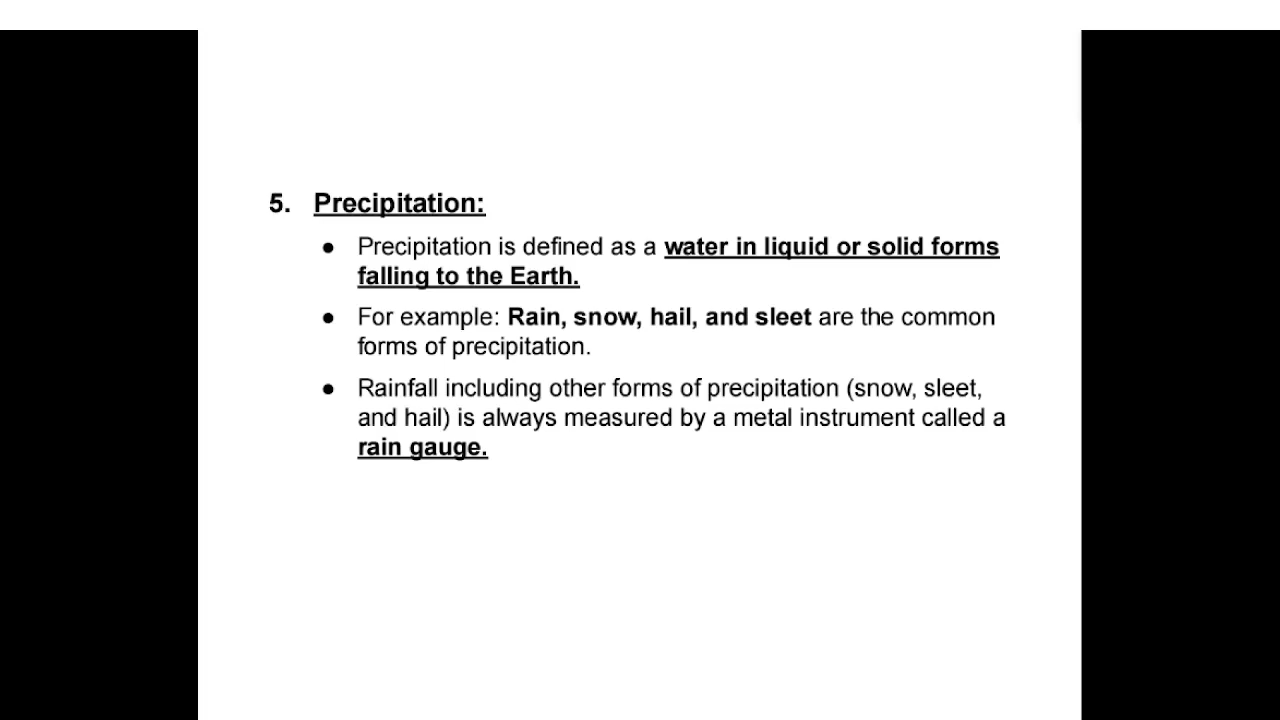 5. Precipitation:
● Precipitation is defined as a water in liquid or solid forms
falling to the Earth.
● For example: Rain, snow, hail, and sleet are the common
forms of precipitation.
● Rainfall including other forms of precipitation (snow, sleet,
and hail) is always measured by a metal instrument called a
rain gauge.